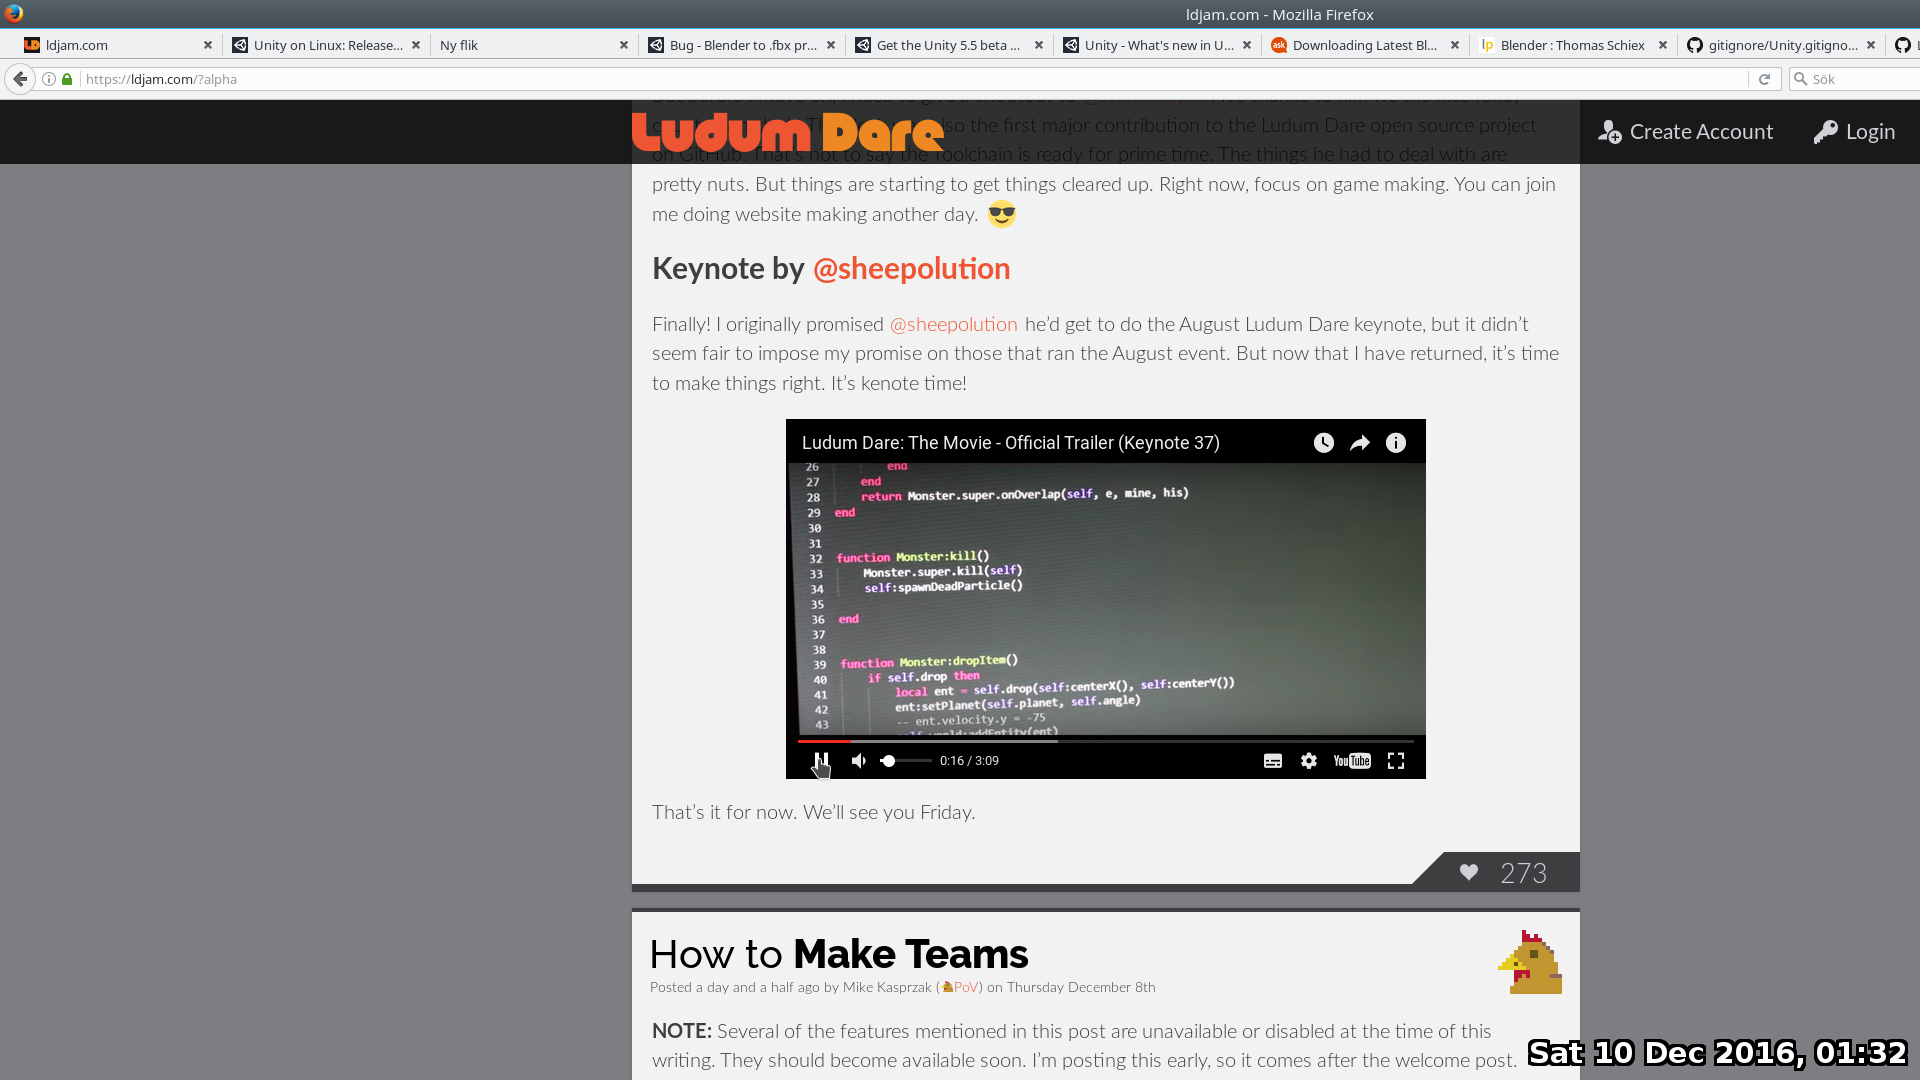 ldjam.com - Mozilla Firefox
ldjam.com
Unity on Linux: Release...
Ny flik
Bug - Blender to .fbx pr...
Get the Unity 5.5 beta ...
Unity - What's new in U...
Downloading Latest Bl...
Blender : Thomas Schiex
gitignore/Unity.gitigno...
https://ldjam.com/?alpha
Sök
Ludum Dare
Create Account
Login
also the first major contribution to the Ludum Dare open source project
on GitHub. That's not to say the Toolchain is ready for prime time. The things he had to deal with are
pretty nuts. But things are starting to get things cleared up. Right now, focus on game making. You can join
me doing website making another day.
Keynote by @sheepolution
Finally! I originally promised @sheepolution he’d get to do the August Ludum Dare keynote, but it didn’t
seem fair to impose my promise on those that ran the August event. But now that I have returned, it’s time
to make things right. It’s kenote time!
Ludum Dare: The Movie - Official Trailer (Keynote 37)
26 end
27 end
28 return Monster.super.onOverlap(self, e, mine, his)
29 end
30
31
32 function Monster:kill()
33 Monster.super.kill(self)
34 self:spawnDeadParticle()
35
36 end
37
38
39 function Monster:dropItem()
40 if self.drop then
41 local ent = self.drop(self:centerX(), self:centerY())
42 ent:setPlanet(self.planet, self.angle)
43 -- ent.velocity.y = -75
0:16 / 3:09
YouTube
That’s it for now. We’ll see you Friday.
273
How to Make Teams
Posted a day and a half ago by Mike Kasprzak (PoV) on Thursday December 8th
NOTE: Several of the features mentioned in this post are unavailable or disabled at the time of this
writing. They should become available soon. I’m posting this early, so it comes after the welcome post.
Sat 10 Dec 2016, 01:32